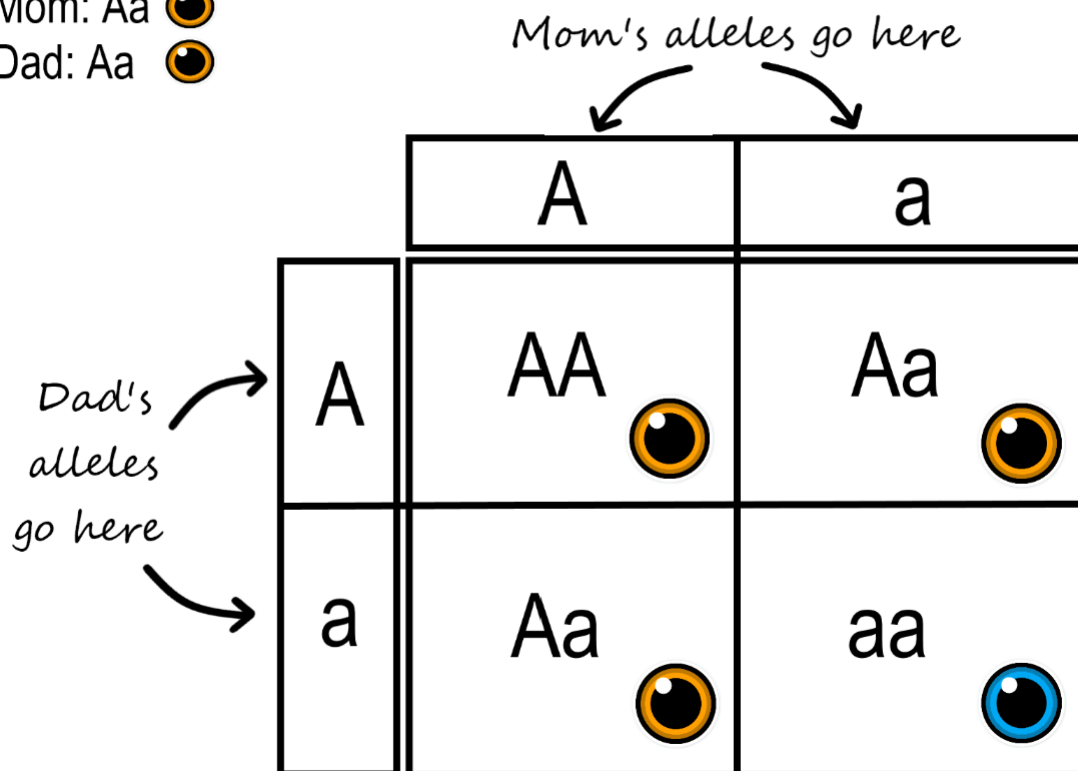 Mom: Aa
Dad: Aa
Mom's alleles go here
A
a
Dad's
alleles
go here
A
AA
Aa
a
Aa
aa